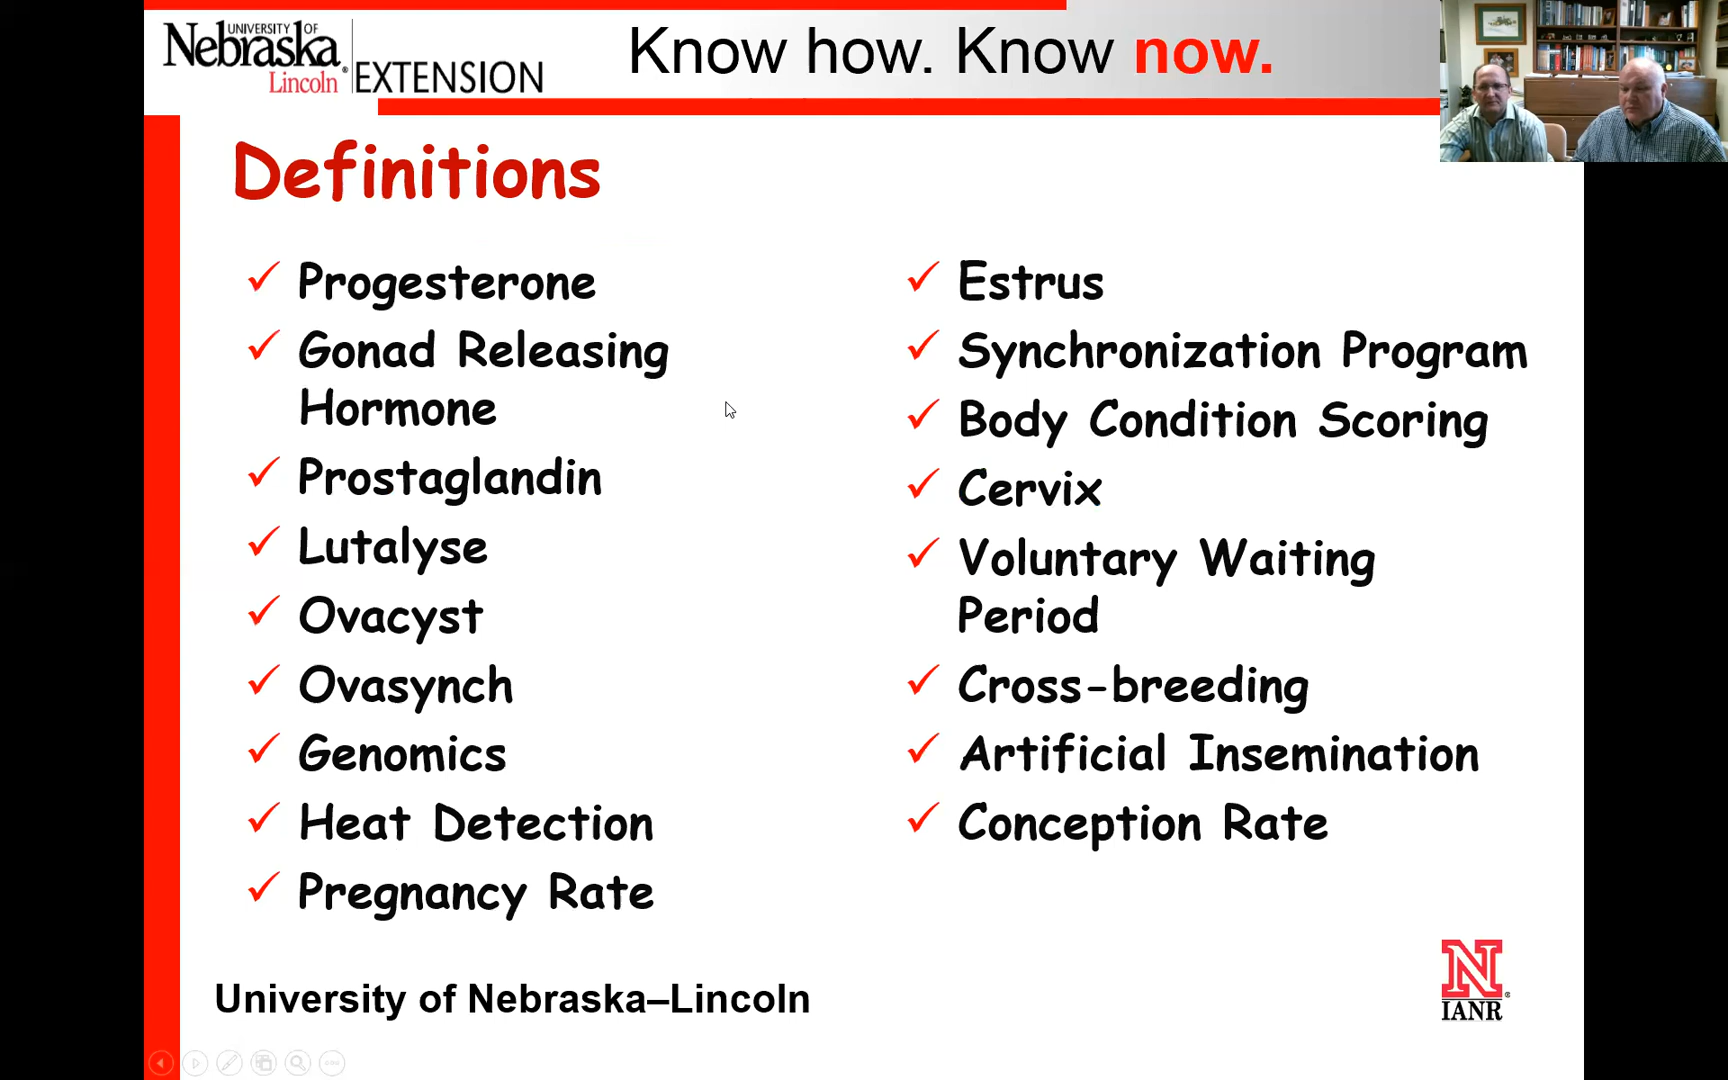 UNIVERSITY OF
Nebraska
Lincoln
EXTENSION
Know how. Know now.
Definitions
Progesterone
Gonad Releasing
Hormone
Prostaglandin
Lutalyse
Ovacyst
Ovasynch
Genomics
Heat Detection
Pregnancy Rate
Estrus
Synchronization Program
Body Condition Scoring
Cervix
Voluntary Waiting
Period
Cross-breeding
Artificial Insemination
Conception Rate
University of Nebraska–Lincoln
N
IANR